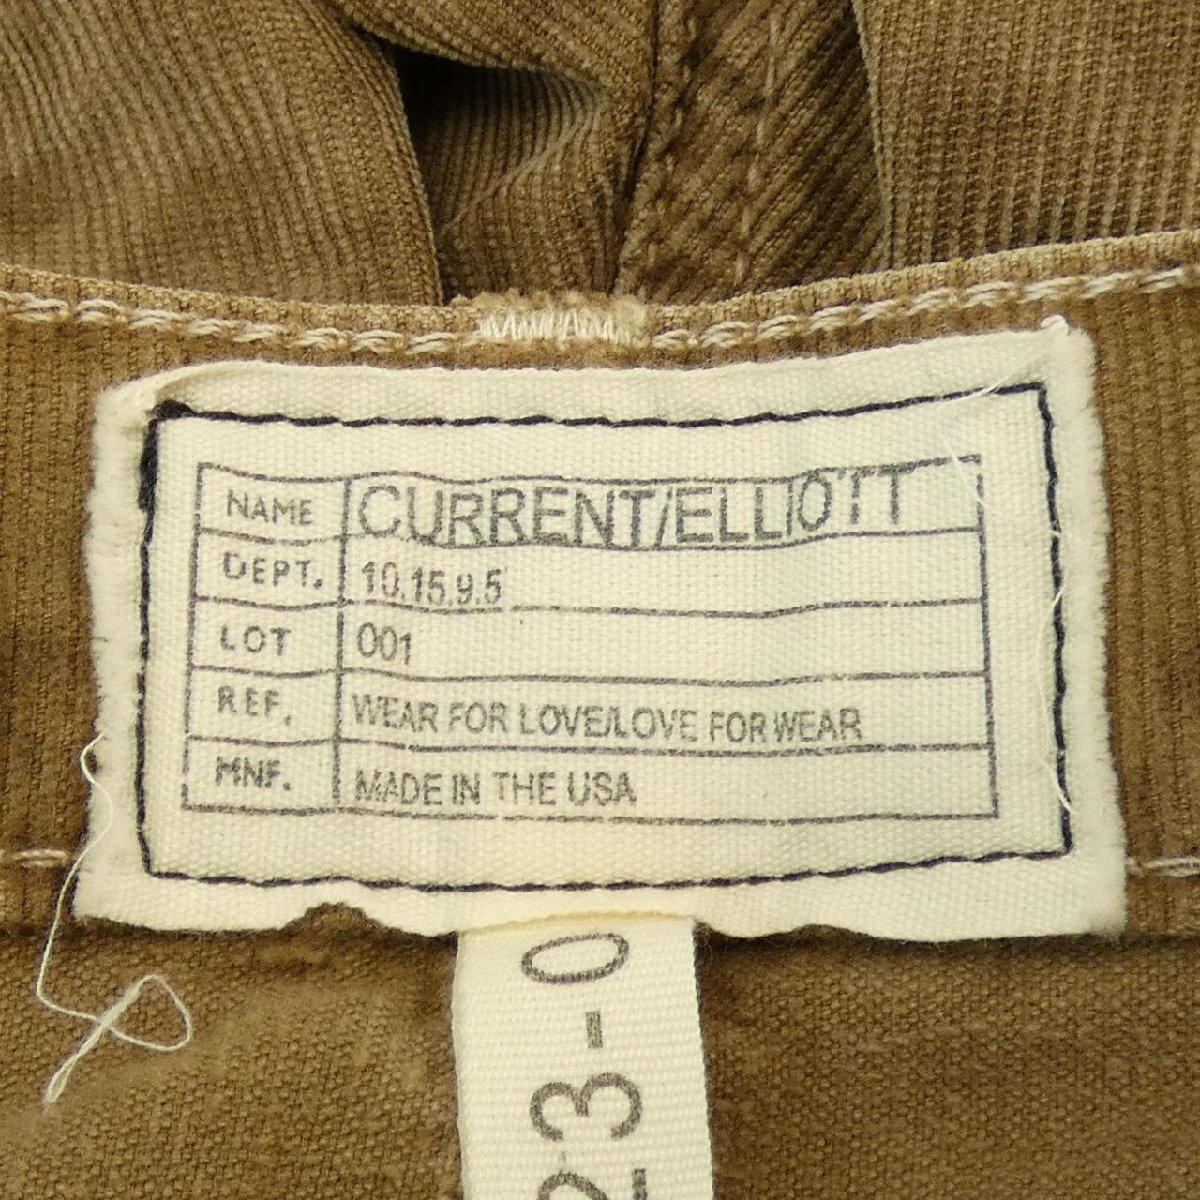 NAME CURRENT/ELLIOTT
DEPT. 10.15.9.5
LOT 001
REF. WEAR FOR LOVE/LOVE FOR WEAR
MNF. MADE IN THE USA
23-0